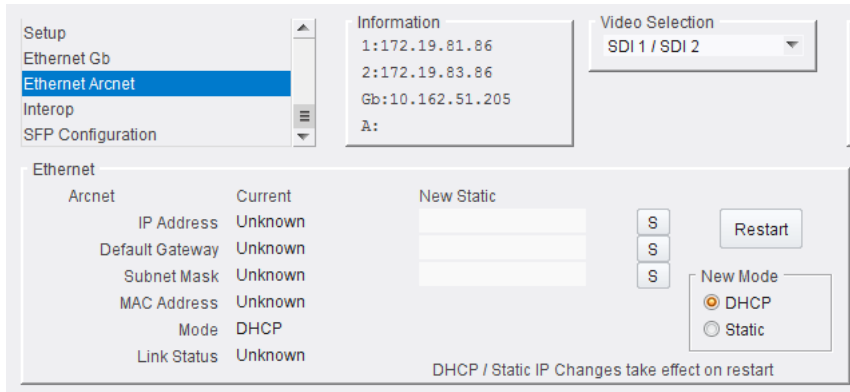 Setup
Ethernet Gb
Ethernet Arcnet
Interop
SFP Configuration
Information
1:172.19.81.86
2:172.19.83.86
Gb:10.162.51.205
A:
Video Selection
SDI 1 / SDI 2
Ethernet
Arcnet Current New Static
IP Address Unknown S
Default Gateway Unknown S
Subnet Mask Unknown S
MAC Address Unknown
Mode DHCP
Link Status Unknown
Restart
New Mode
DHCP
Static
DHCP / Static IP Changes take effect on restart